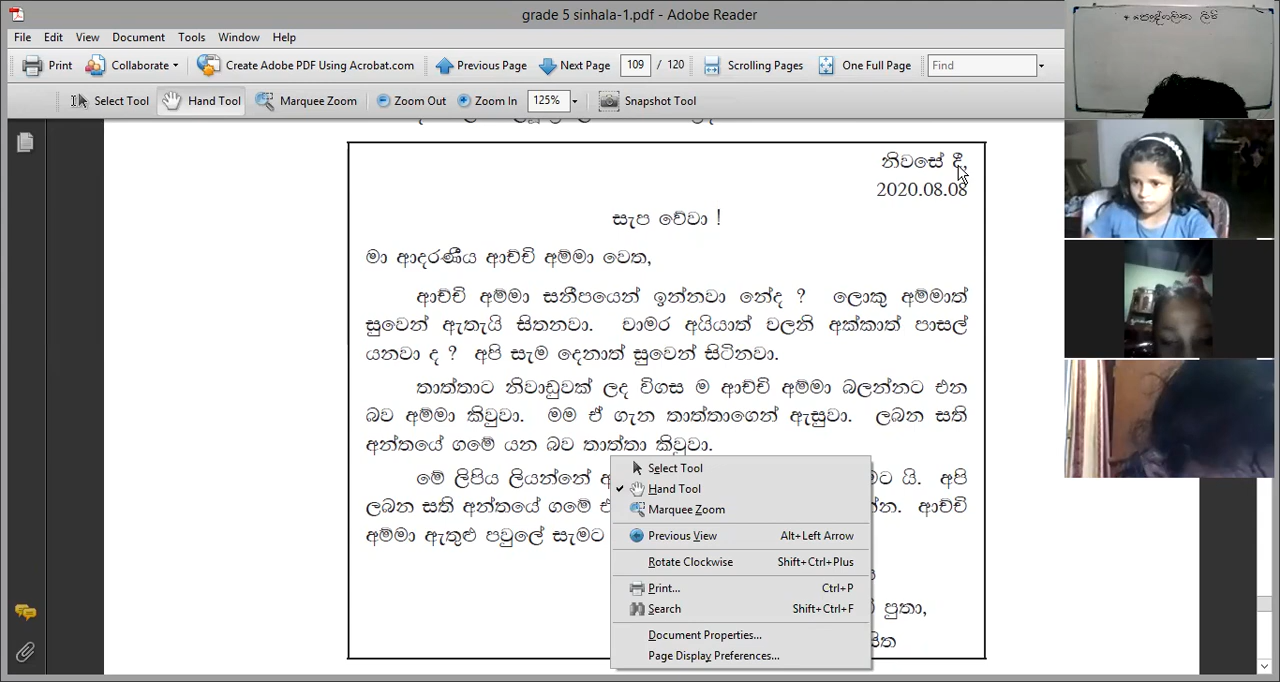 grade 5 sinhala-1.pdf - Adobe Reader
File Edit View Document Tools Window Help
Print Collaborate Create Adobe PDF Using Acrobat.com Previous Page Next Page 109 / 120 Scrolling Pages One Full Page Find
Select Tool Hand Tool Marquee Zoom Zoom Out Zoom In 125% Snapshot Tool
+ පෞද්ගලික ලිපි
නිවසේ දී,
2020.08.08
සැප වේවා !
මා ආදරණීය ආච්චි අම්මා වෙත,
ආච්චි අම්මා සනීපයෙන් ඉන්නවා නේද ? ලොකු අම්මාත්
සුවෙන් ඇතැයි සිතනවා. චාමර අයියාත් චලනි අක්කාත් පාසල්
යනවා ද ? අපි සැම දෙනාත් සුවෙන් සිටිනවා.
තාත්තාට නිවාඩුවක් ලද විගස ම ආච්චි අම්මා බලන්නට එන
බව අම්මා කිවුවා. මම ඒ ගැන තාත්තාගෙන් ඇසුවා. ලබන සති
අන්තයේ ගමේ යන බව තාත්තා කිවුවා.
මේ ලිපිය ලියන්නේ යි. අපි
ලබන සති අන්තයේ ගමේ ආච්චි
අම්මා ඇතුළු පවුලේ සැමට
පුතා,
Select Tool
Hand Tool
Marquee Zoom
Previous View Alt+Left Arrow
Rotate Clockwise Shift+Ctrl+Plus
Print... Ctrl+P
Search Shift+Ctrl+F
Document Properties...
Page Display Preferences...